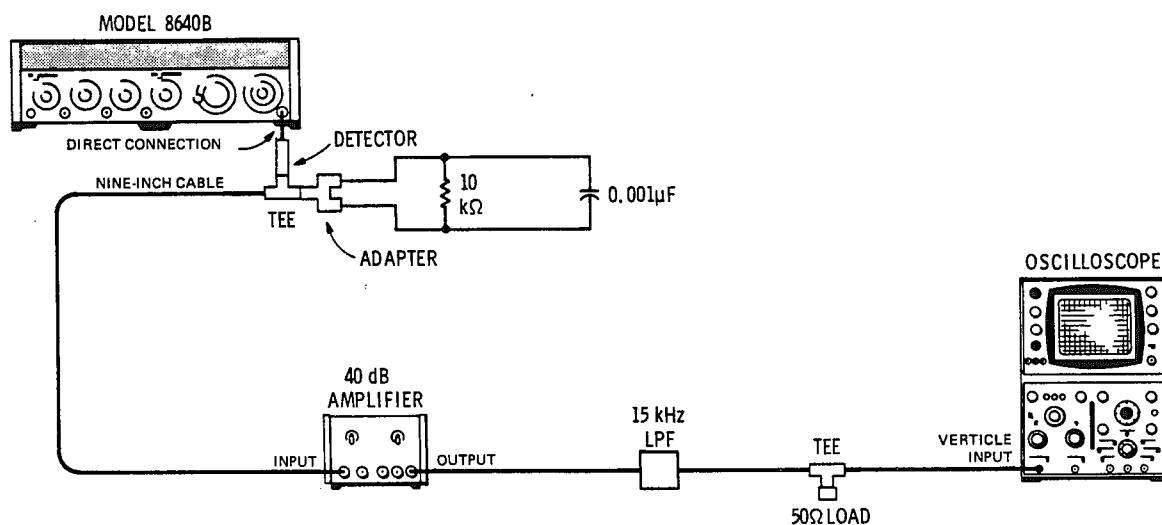 MODEL 8640B
DIRECT CONNECTION
DETECTOR
NINE-INCH CABLE
TEE
10
kΩ
0.001µF
ADAPTER
OSCILLOSCOPE
40 dB
AMPLIFIER
15 kHz
LPF
TEE
VERTICLE
INPUT
INPUT
OUTPUT
50Ω LOAD